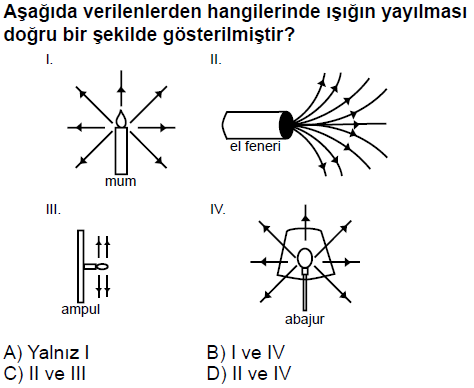 Aşağıda verilenlerden hangilerinde ışığın yayılması
doğru bir şekilde gösterilmiştir?
I.
II.
mum
el feneri
III.
IV.
ampul
abajur
A) Yalnız I
B) I ve IV
C) II ve III
D) II ve IV